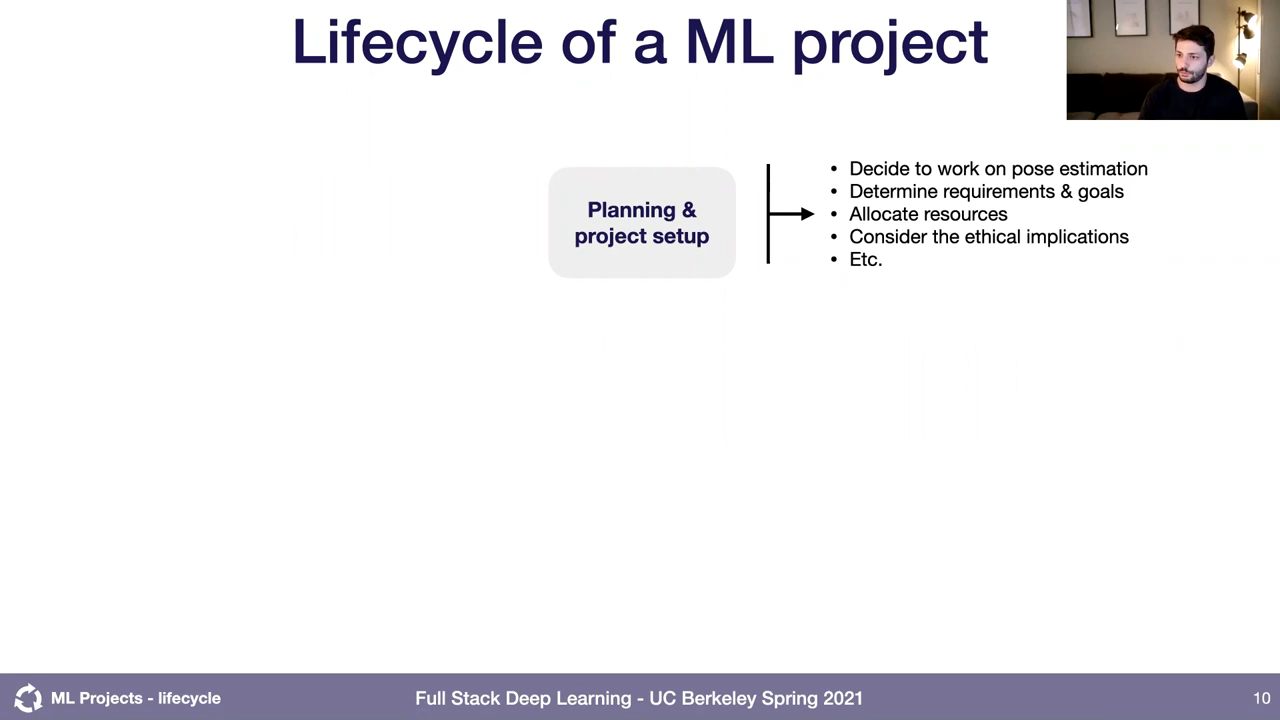 Lifecycle of a ML project
Planning &
project setup
• Decide to work on pose estimation
• Determine requirements & goals
• Allocate resources
• Consider the ethical implications
• Etc.
ML Projects - lifecycle
Full Stack Deep Learning - UC Berkeley Spring 2021
10